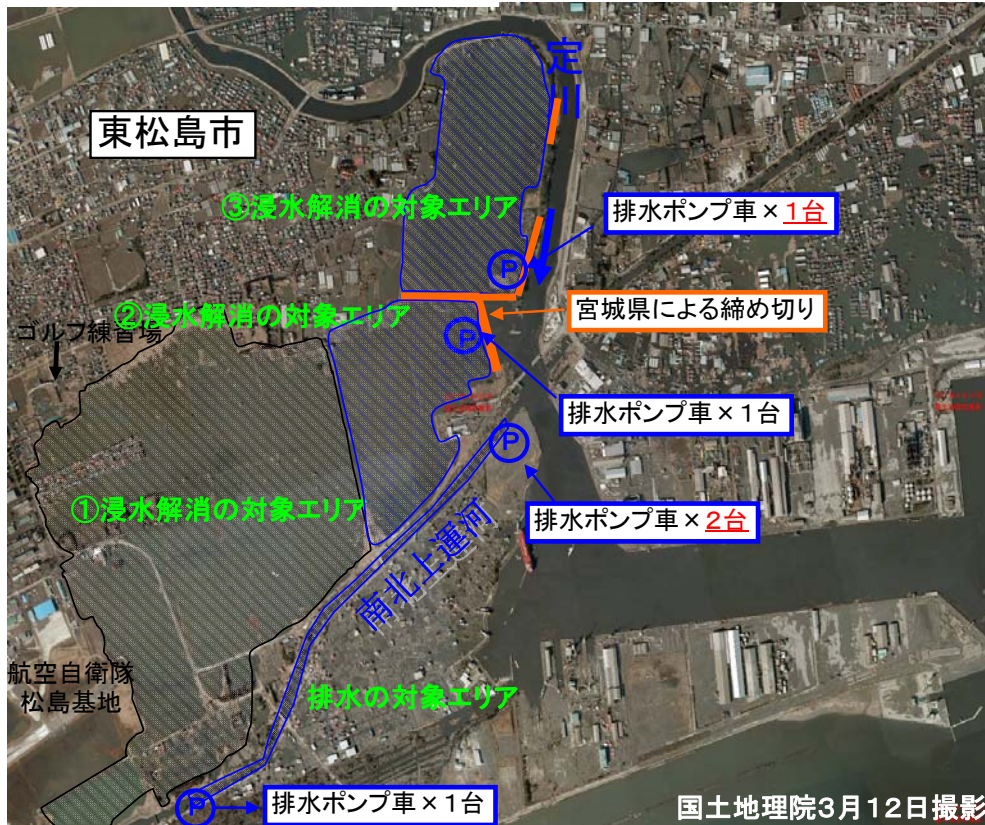 定川
東松島市
③浸水解消の対象エリア
排水ポンプ車×1台
P
宮城県による締め切り
②浸水解消の対象エリア
ゴルフ練習場
P
排水ポンプ車×1台
P
①浸水解消の対象エリア
排水ポンプ車×2台
南北上運河
航空自衛隊
松島基地
排水の対象エリア
P
排水ポンプ車×1台
国土地理院3月12日撮影